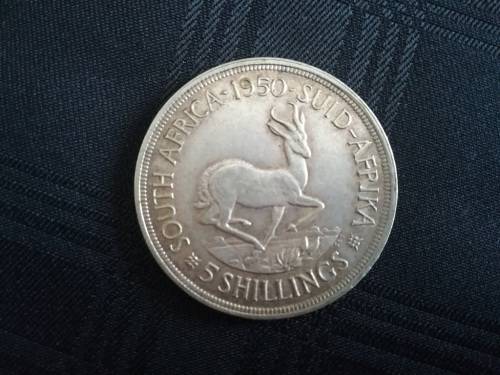 SOUTH AFRICA · 1950 · SUID-AFRIKA
5 SHILLINGS